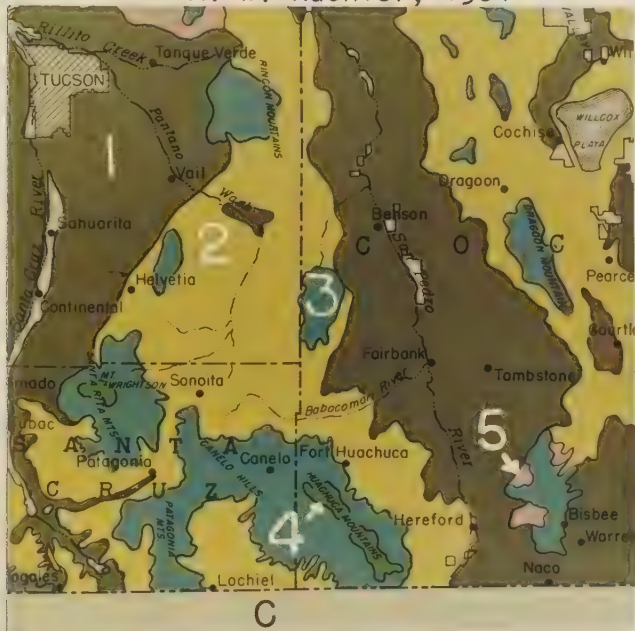 Rillito Creek
Tanque Verde
TUCSON
Pantano
Wash
RINCON MOUNTAINS
WILLCOX
PLAYA
Cochise
1
Vail
Dragoon
Santa Cruz River
Sahuarita
2
Benson
C O C
San Pedro
River
DRAGOON MOUNTAINS
Helvetia
3
Pearce
Continental
Fairbank
Tombstone
MT.
WRIGHTSON
SANTA RITA MTS
Sonoita
Babocomari River
5
S A N T A
Patagonia
CANELO HILLS
Canelo
Fort Huachuca
C R U Z
HUACHUCA MOUNTAINS
4
Hereford
Bisbee
PATAGONIA
MTS.
Lochiel
Naco
C